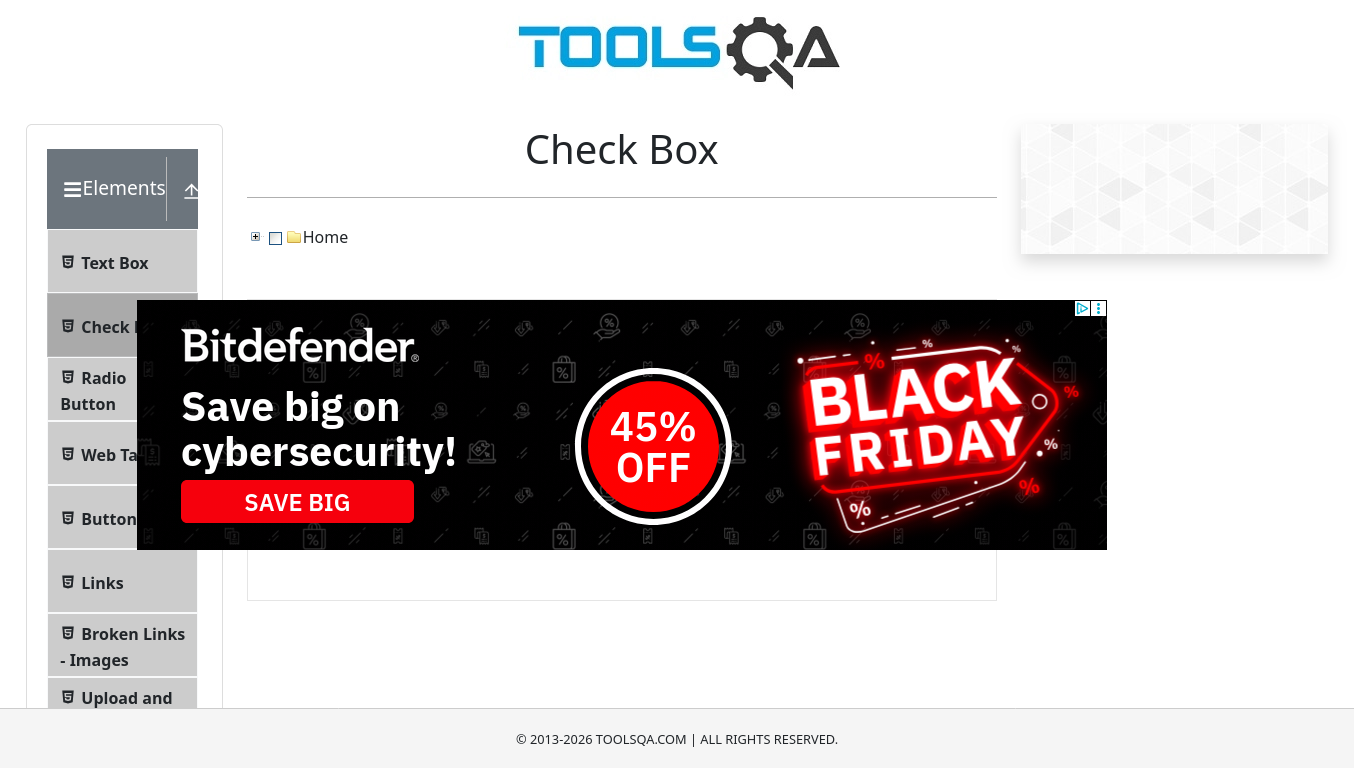 TOOLSQA
Check Box
Elements
Text Box
Home
Check
Radio
Button
Web Ta
Button
Links
Broken Links
- Images
Upload and
Bitdefender®
Save big on
cybersecurity!
SAVE BIG
45%
OFF
BLACK
FRIDAY
© 2013-2026 TOOLSQA.COM | ALL RIGHTS RESERVED.